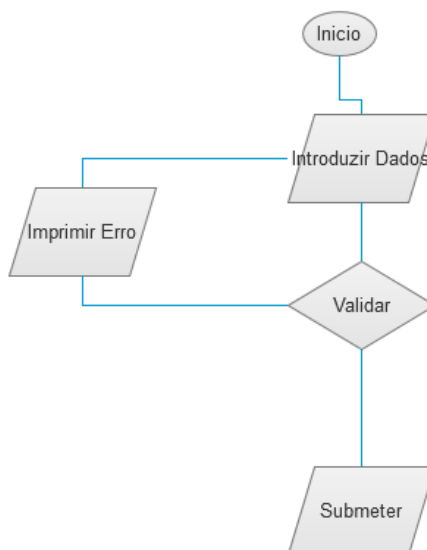 Inicio
Introduzir Dados
Imprimir Erro
Validar
Submeter